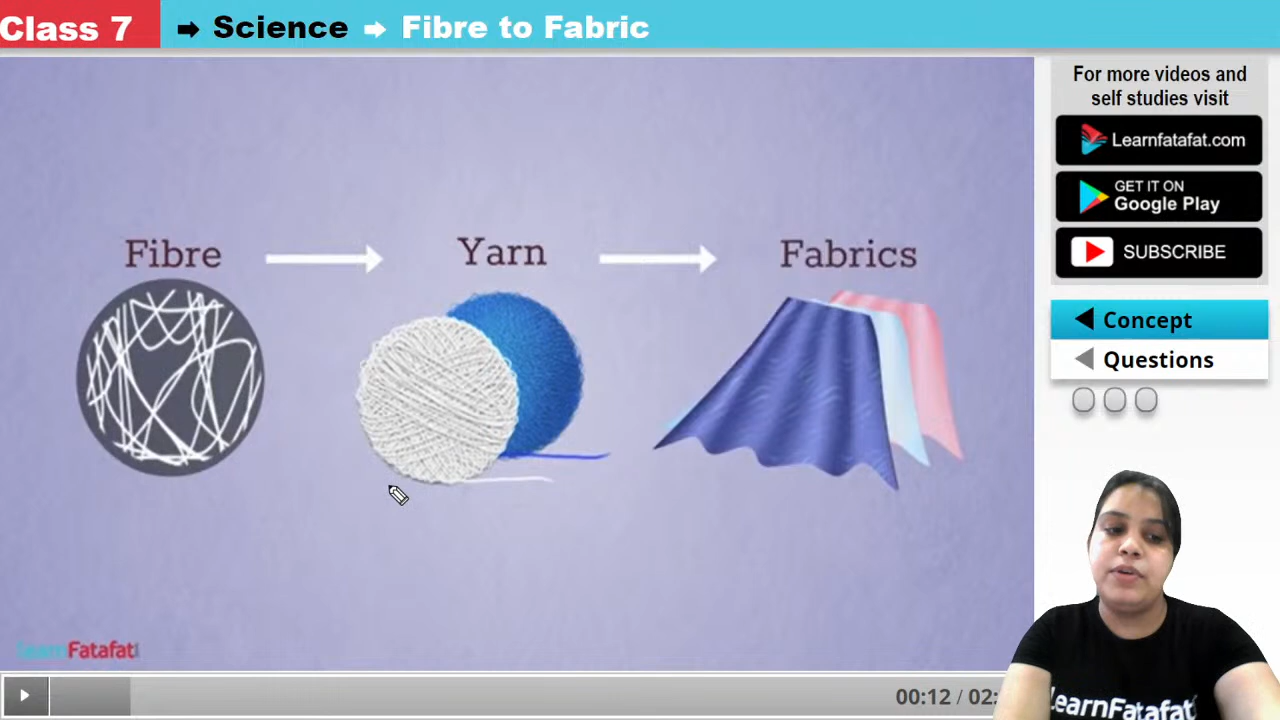 Class 7 ➡ Science ➡ Fibre to Fabric
For more videos and
self studies visit
Learnfatafat.com
GET IT ON
Google Play
SUBSCRIBE
Concept
Questions
Fibre Yarn Fabrics
LearnFatafat
00:12 / 02:
LearnFatafat